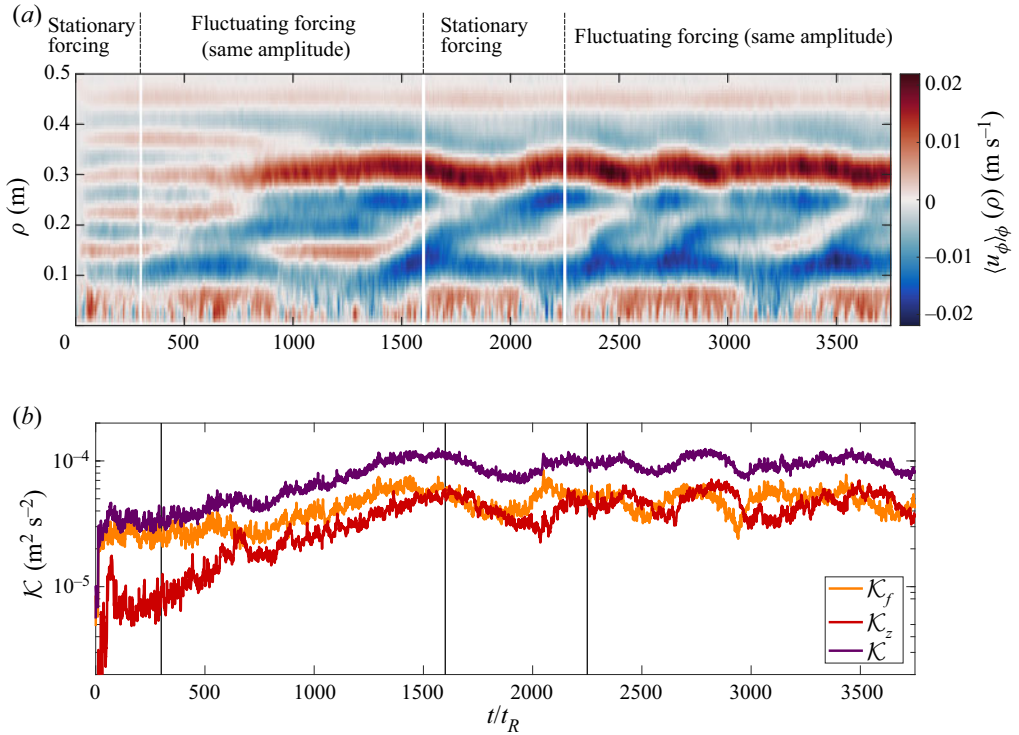 (a)
Stationary forcing
Fluctuating forcing (same amplitude)
Stationary forcing
Fluctuating forcing (same amplitude)
0.5
0.4
0.3
0.2
0.1
ρ (m)
0 500 1000 1500 2000 2500 3000 3500
0.02
0.01
0
–0.01
–0.02
⟨u_ϕ⟩_ϕ (ρ) (m s⁻¹)
(b)
10⁻⁴
10⁻⁵
𝒦 (m² s⁻²)
𝒦_f
𝒦_z
𝒦
0 500 1000 1500 2000 2500 3000 3500
t/t_R